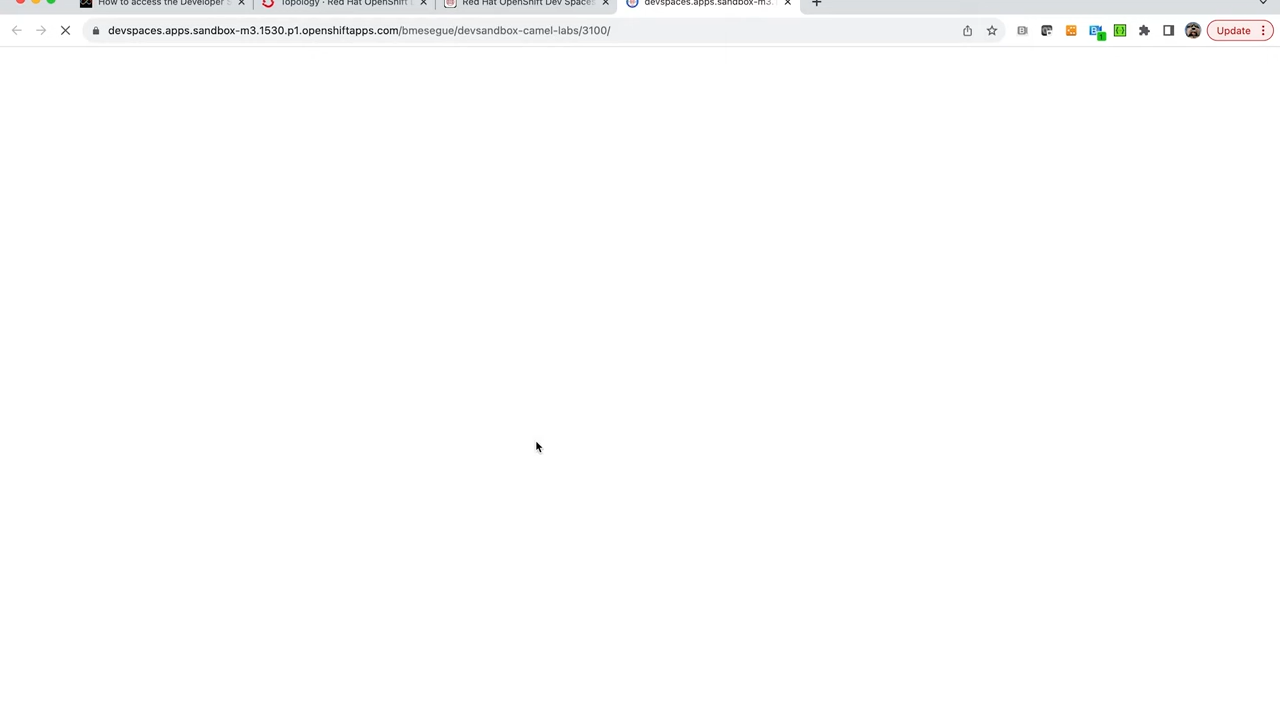 How to access the Developer S
Topology · Red Hat OpenShift
Red Hat OpenShift Dev Spaces
devspaces.apps.sandbox-m3.
devspaces.apps.sandbox-m3.1530.p1.openshiftapps.com/bmesegue/devsandbox-camel-labs/3100/
Update